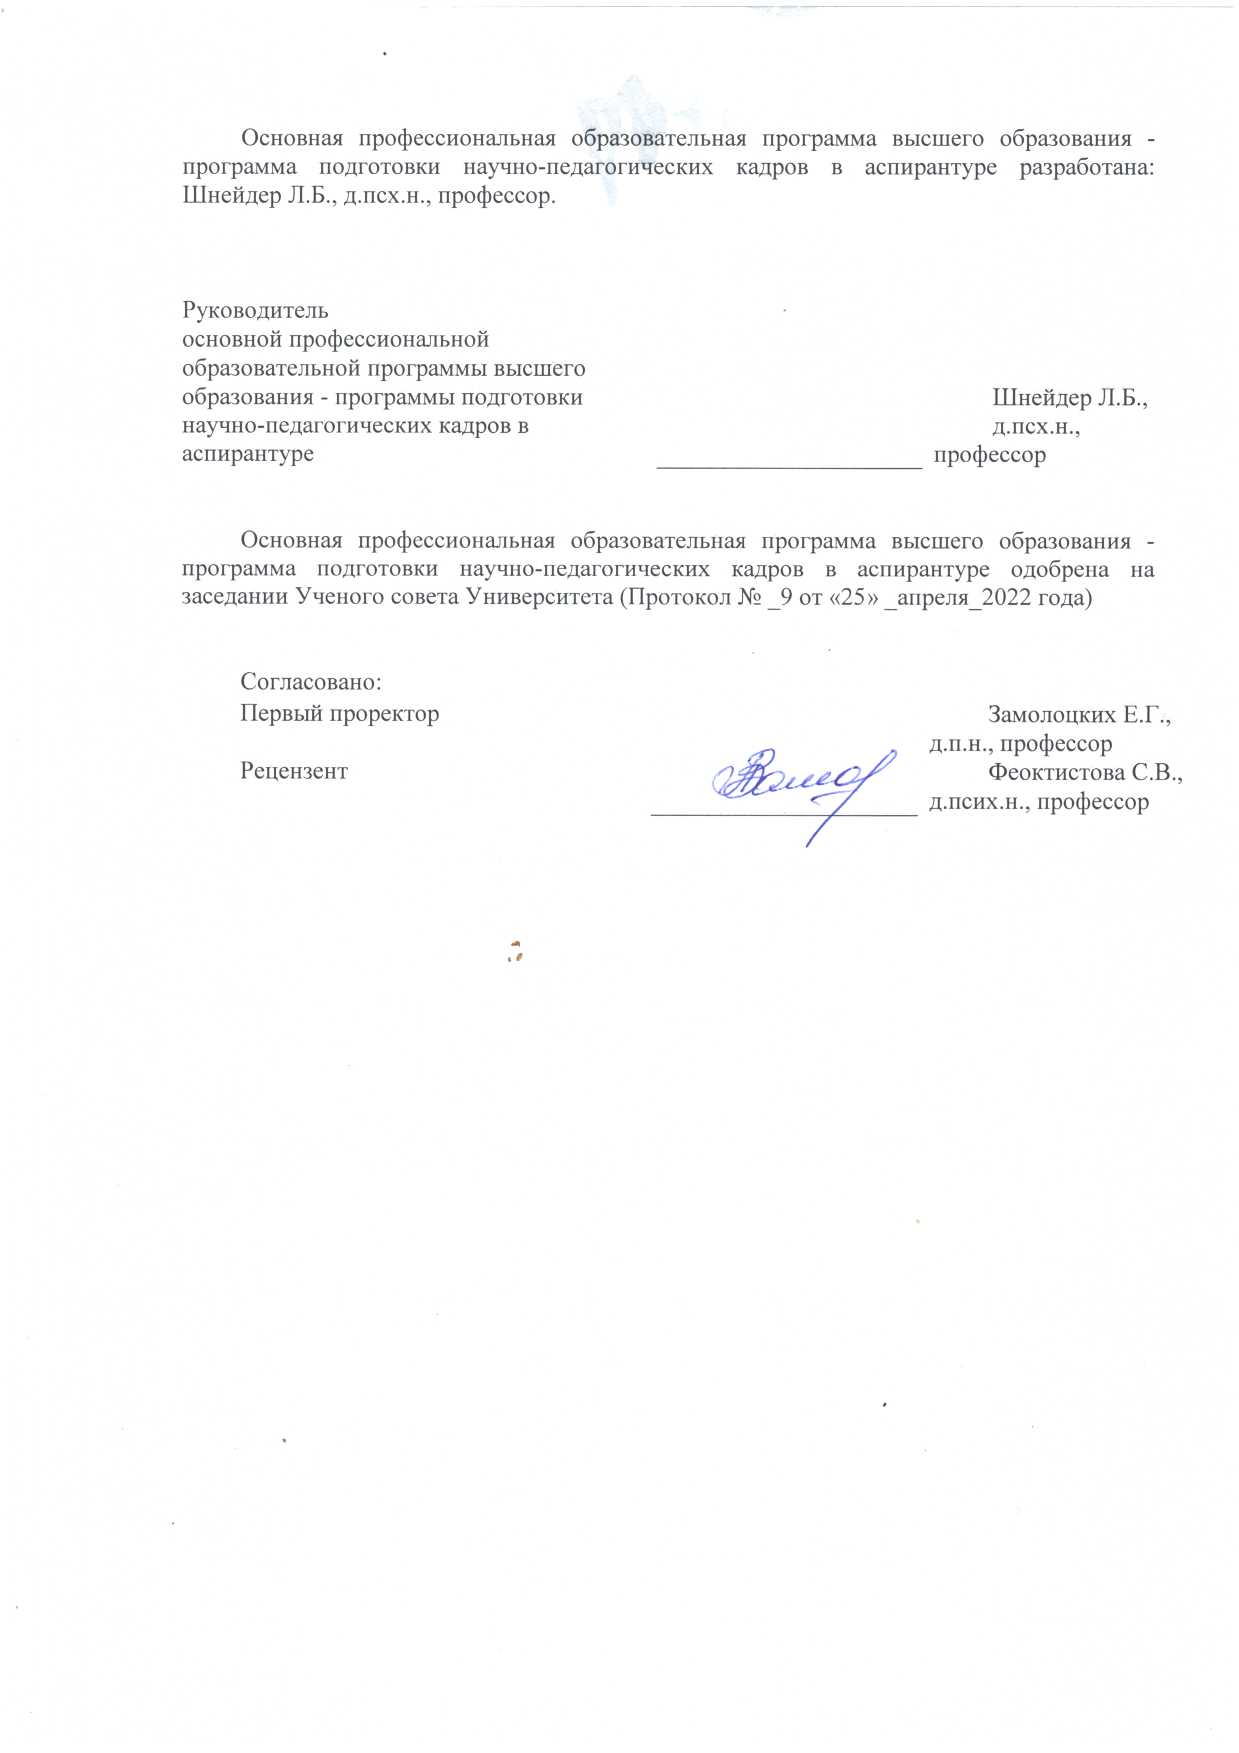 Основная профессиональная образовательная программа высшего образования -
программа подготовки научно-педагогических кадров в аспирантуре разработана:
Шнейдер Л.Б., д.псх.н., профессор.
Руководитель
основной профессиональной
образовательной программы высшего
образования - программы подготовки
научно-педагогических кадров в
аспирантуре
Шнейдер Л.Б.,
д.псх.н.,
профессор
Основная профессиональная образовательная программа высшего образования -
программа подготовки научно-педагогических кадров в аспирантуре одобрена на
заседании Ученого совета Университета (Протокол № _9 от «25» _апреля_2022 года)
Согласовано:
Первый проректор
Замолоцких Е.Г.,
д.п.н., профессор
Рецензент
Феоктистова С.В.,
д.псих.н., профессор